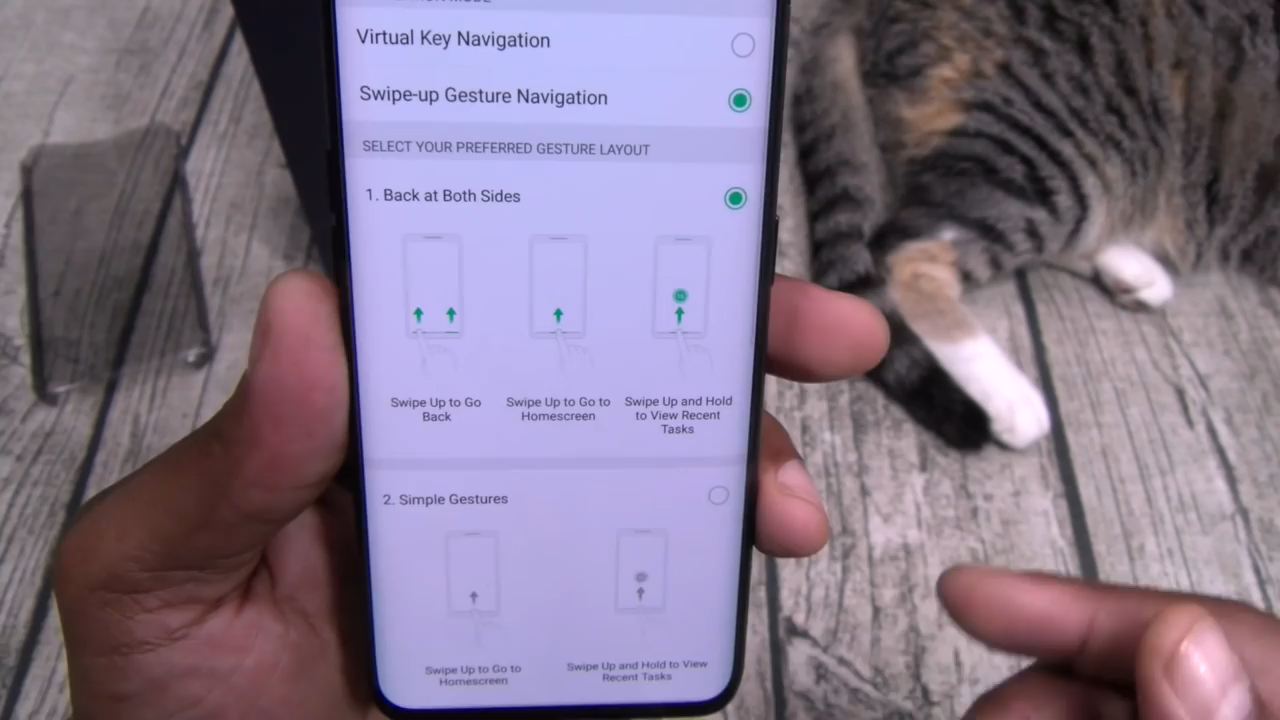 MODE
Virtual Key Navigation
Swipe-up Gesture Navigation
SELECT YOUR PREFERRED GESTURE LAYOUT
1. Back at Both Sides
Swipe Up to Go
Back
Swipe Up to Go to
Homescreen
Swipe Up and Hold
to View Recent
Tasks
2. Simple Gestures
Swipe Up to Go to
Homescreen
Swipe Up and Hold to View
Recent Tasks